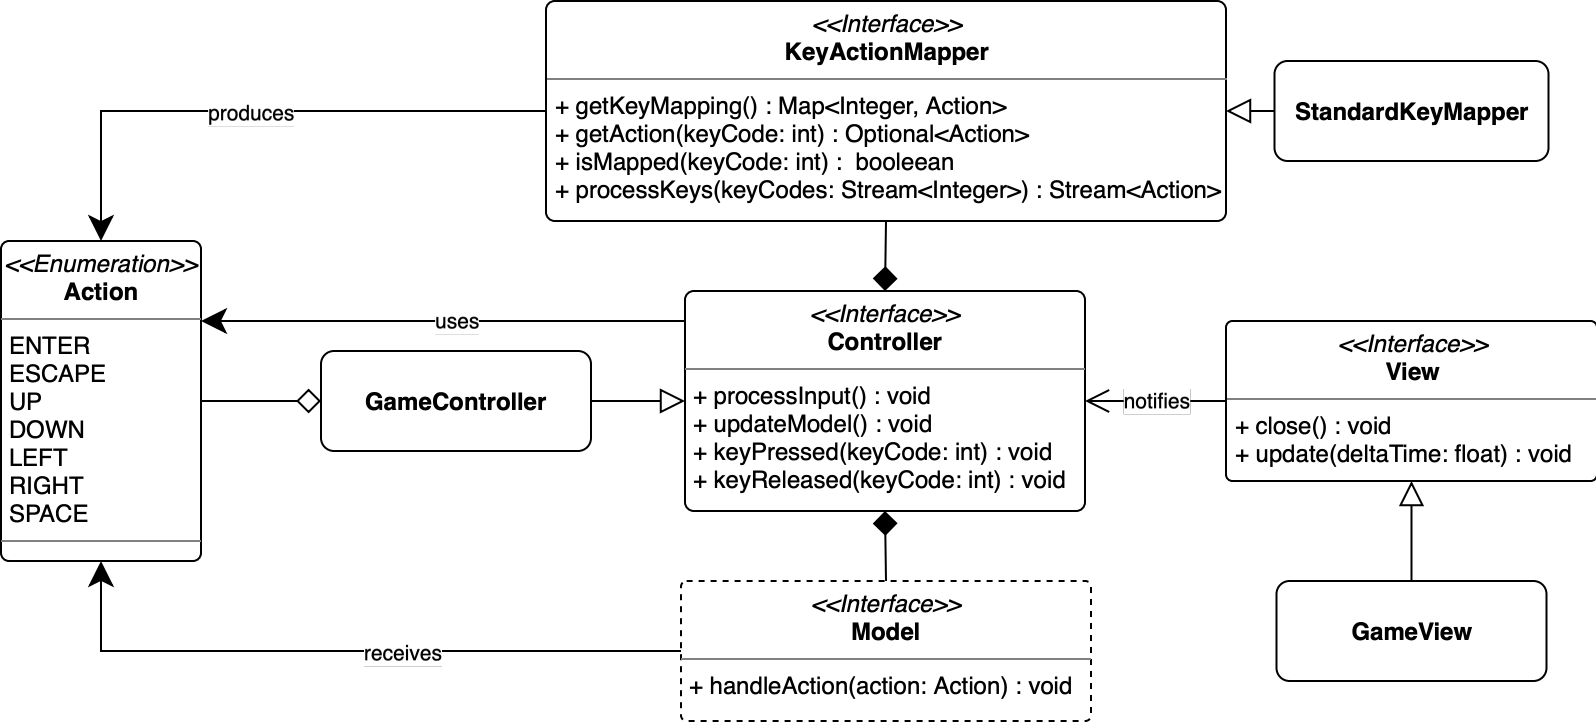 <<Interface>>
KeyActionMapper
+ getKeyMapping() : Map<Integer, Action>
+ getAction(keyCode: int) : Optional<Action>
+ isMapped(keyCode: int) : booleean
+ processKeys(keyCodes: Stream<Integer>) : Stream<Action>
StandardKeyMapper
produces
<<Enumeration>>
Action
ENTER
ESCAPE
UP
DOWN
LEFT
RIGHT
SPACE
uses
GameController
<<Interface>>
Controller
+ processInput() : void
+ updateModel() : void
+ keyPressed(keyCode: int) : void
+ keyReleased(keyCode: int) : void
notifies
<<Interface>>
View
+ close() : void
+ update(deltaTime: float) : void
receives
<<Interface>>
Model
+ handleAction(action: Action) : void
GameView